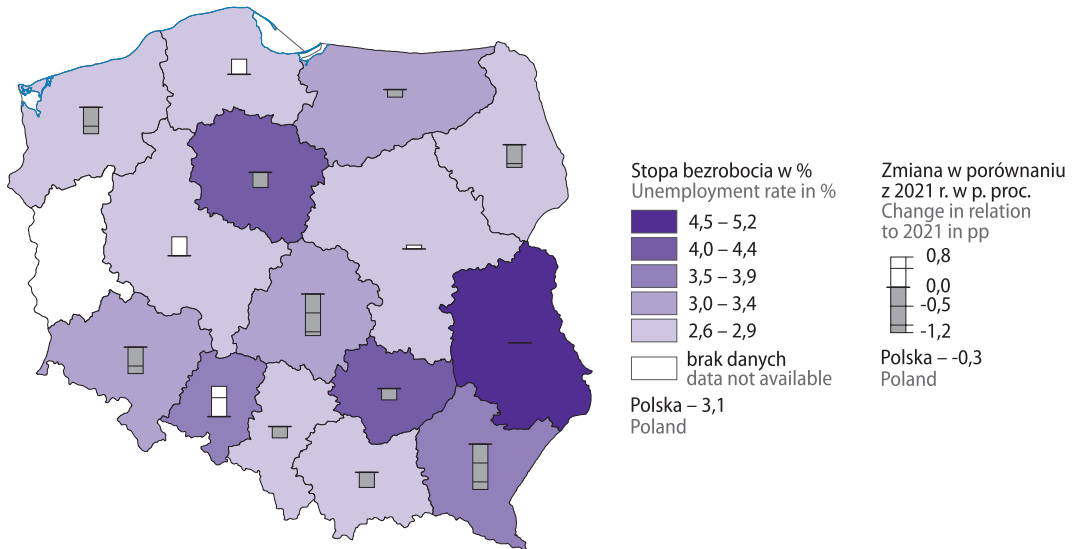 Stopa bezrobocia w %
Unemployment rate in %
4,5 – 5,2
4,0 – 4,4
3,5 – 3,9
3,0 – 3,4
2,6 – 2,9
brak danych
data not available
Polska – 3,1
Poland
Zmiana w porównaniu
z 2021 r. w p. proc.
Change in relation
to 2021 in pp
0,8
0,0
-0,5
-1,2
Polska – -0,3
Poland